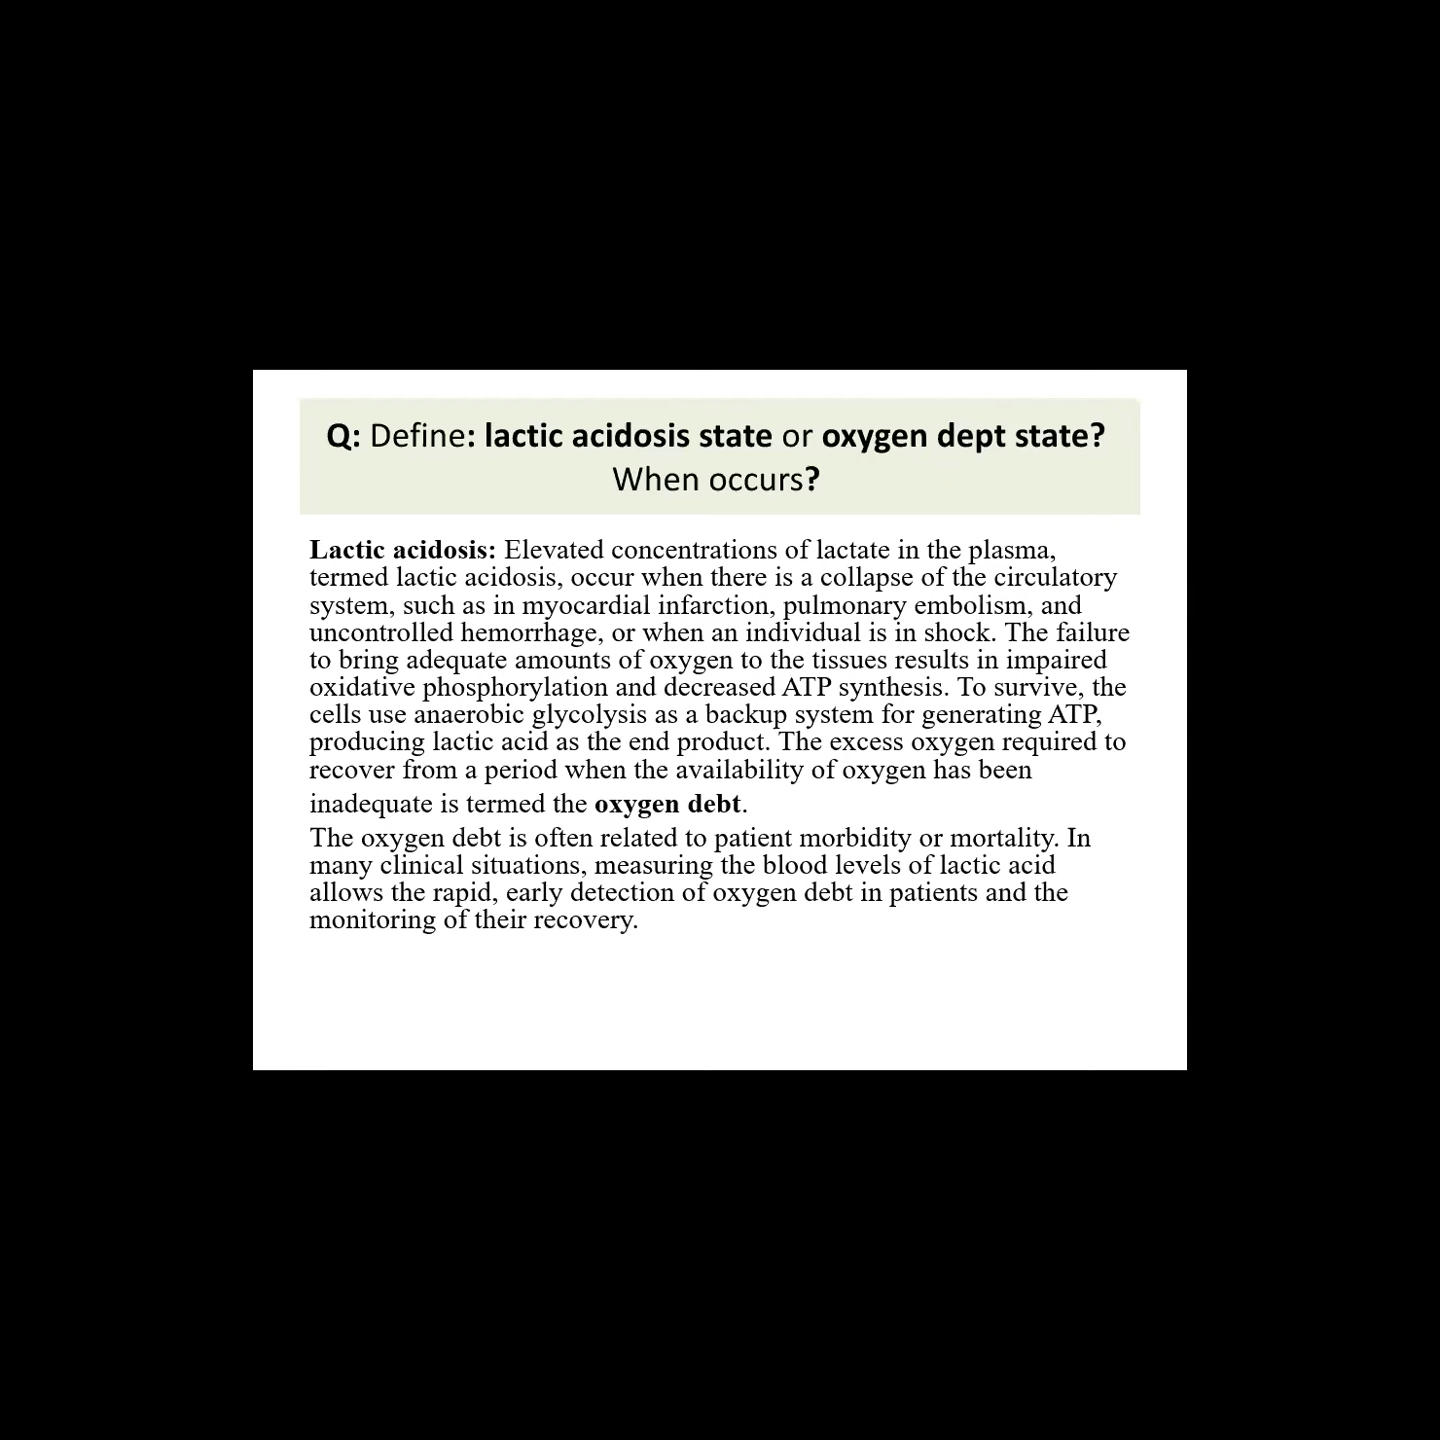 Q: Define: lactic acidosis state or oxygen dept state?
When occurs?
Lactic acidosis: Elevated concentrations of lactate in the plasma,
termed lactic acidosis, occur when there is a collapse of the circulatory
system, such as in myocardial infarction, pulmonary embolism, and
uncontrolled hemorrhage, or when an individual is in shock. The failure
to bring adequate amounts of oxygen to the tissues results in impaired
oxidative phosphorylation and decreased ATP synthesis. To survive, the
cells use anaerobic glycolysis as a backup system for generating ATP,
producing lactic acid as the end product. The excess oxygen required to
recover from a period when the availability of oxygen has been
inadequate is termed the oxygen debt.
The oxygen debt is often related to patient morbidity or mortality. In
many clinical situations, measuring the blood levels of lactic acid
allows the rapid, early detection of oxygen debt in patients and the
monitoring of their recovery.